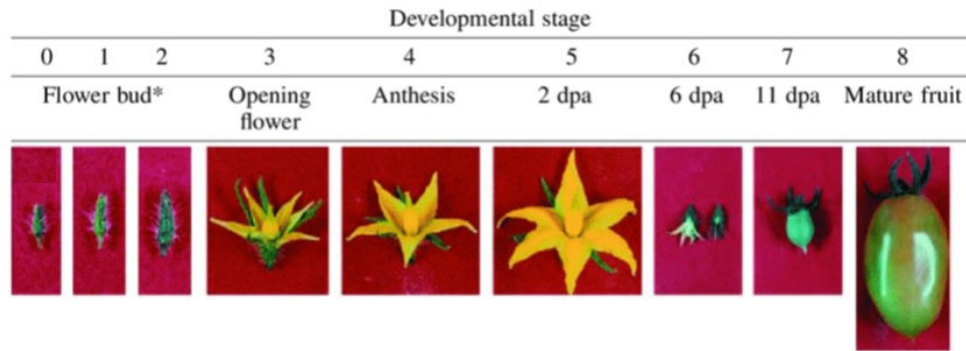 Developmental stage
0 1 2 3 4 5 6 7 8
Flower bud* Opening flower Anthesis 2 dpa 6 dpa 11 dpa Mature fruit